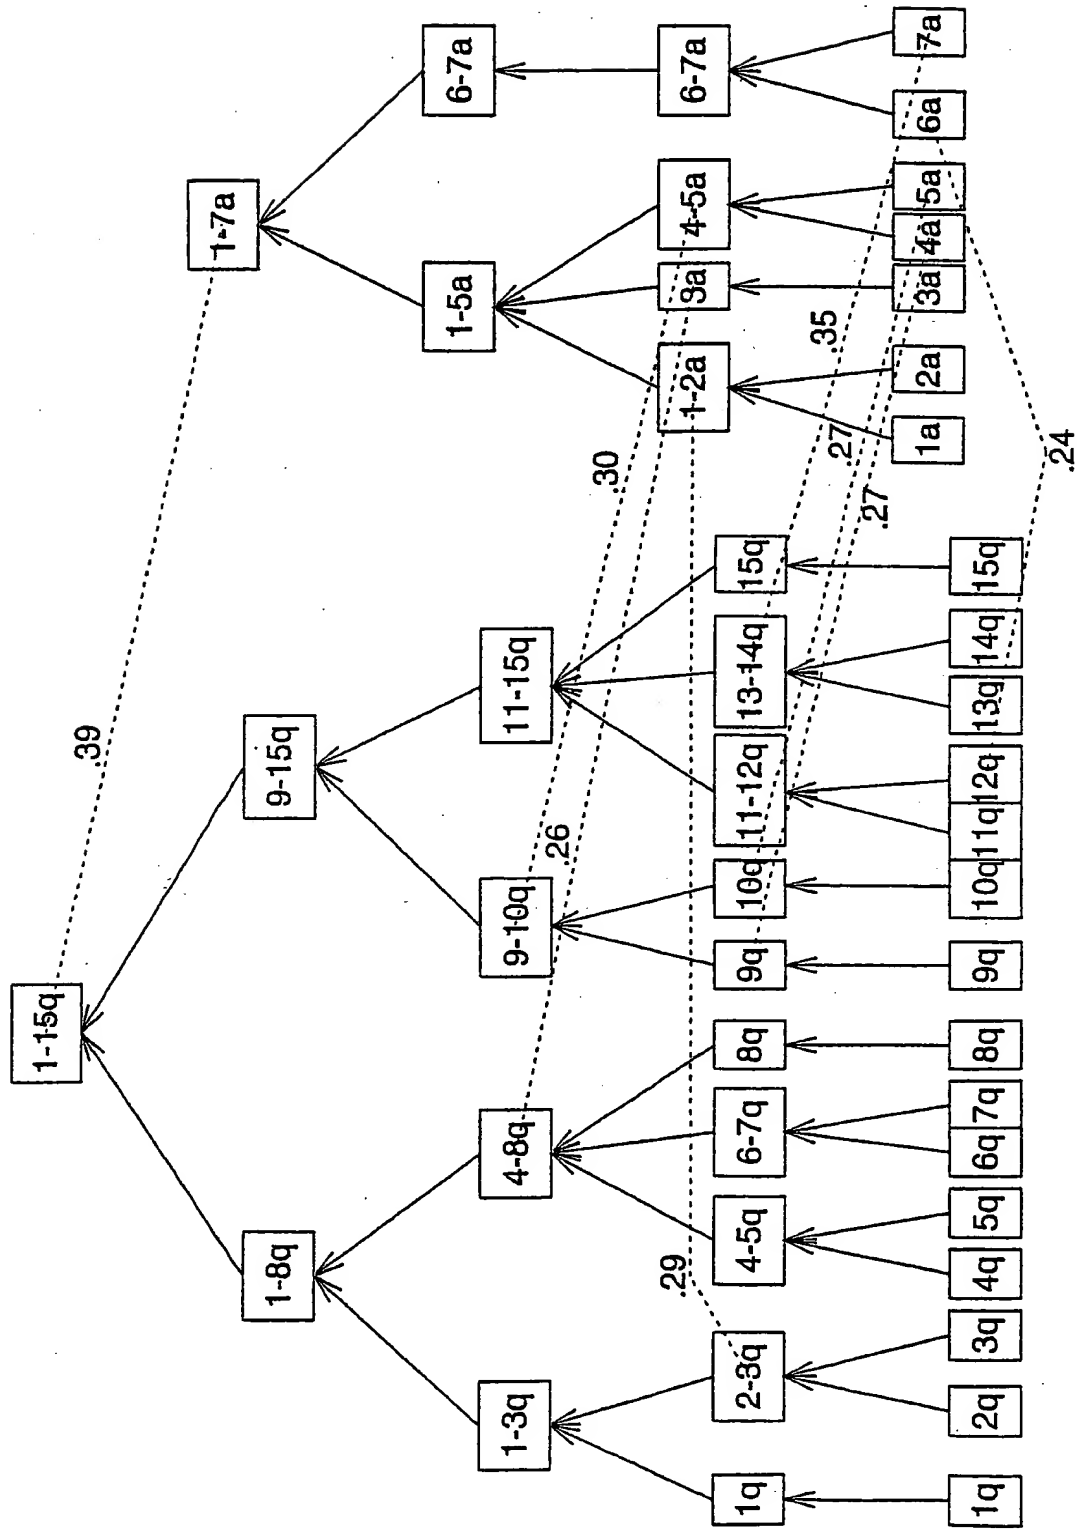 1-15q
.39
1-7a
1-8q
9-15q
1-5a
6-7a
1-3q
4-8q
9-10q
11-15q
.30
.26
1-2a
3a
4-5a
6-7a
.29
1q
2-3q
4-5q
6-7q
8q
9q
10q
11-12q
13-14q
15q
.27
.27
.35
1a
2a
3a
4a
5a
6a
7a
1q
2q
3q
4q
5q
6q
7q
8q
9q
10q
11q
12q
13q
14q
15q
.24